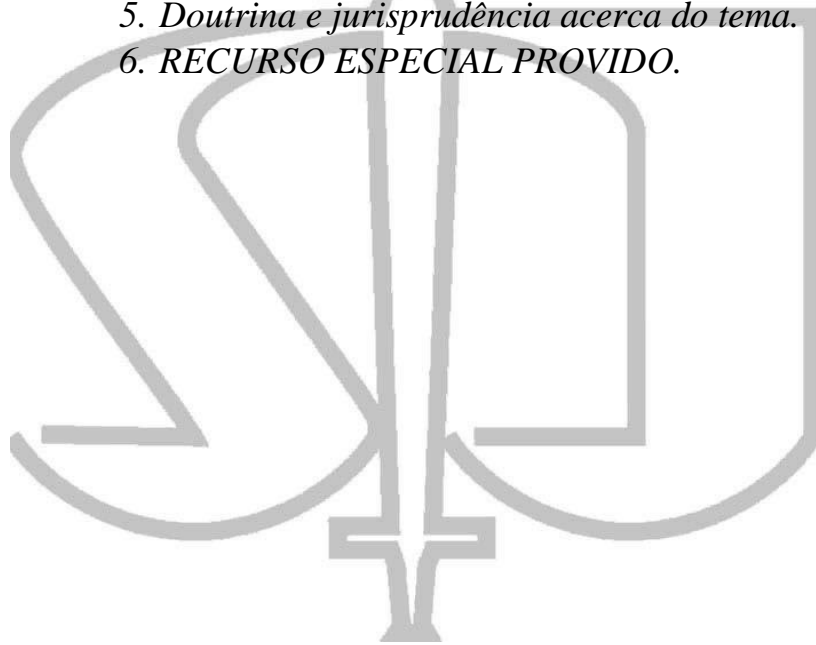 5. Doutrina e jurisprudência acerca do tema.
6. RECURSO ESPECIAL PROVIDO.